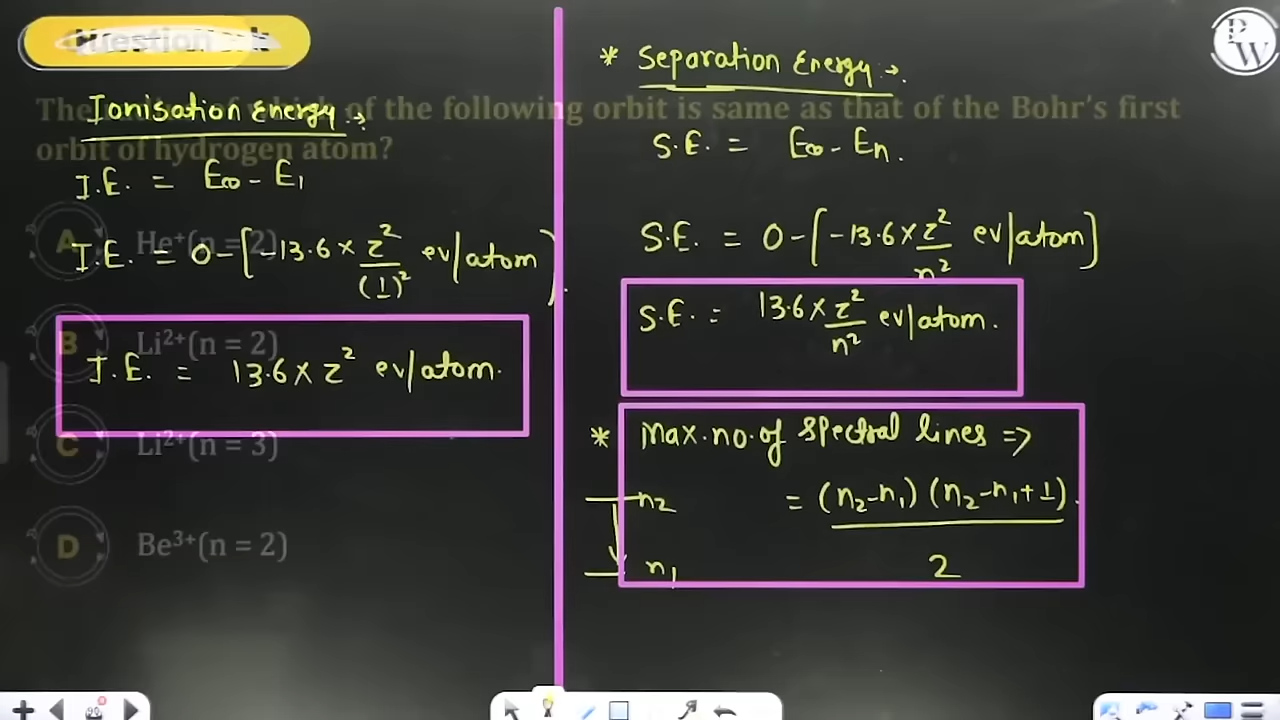 Question
Ionisation Energy →.
The of which of the following orbit is same as that of the Bohr's first
orbit of hydrogen atom?
I.E. = E∞ - E1
I.E. = 0-[-13.6 × z²/(1)² ev/atom].
I.E. = 13.6 × z² ev/atom.
A He⁺(n = 2)
B Li²⁺(n = 2)
C Li²⁺(n = 3)
D Be³⁺(n = 2)
* Separation Energy →.
S.E. = E∞ - En.
S.E. = 0-[-13.6 × z²/n² ev/atom]
S.E. = 13.6 × z²/n² ev/atom.
* Max. no. of spectral lines =>
= (n2-n1) (n2-n1+1).
2
n2
n1
PW